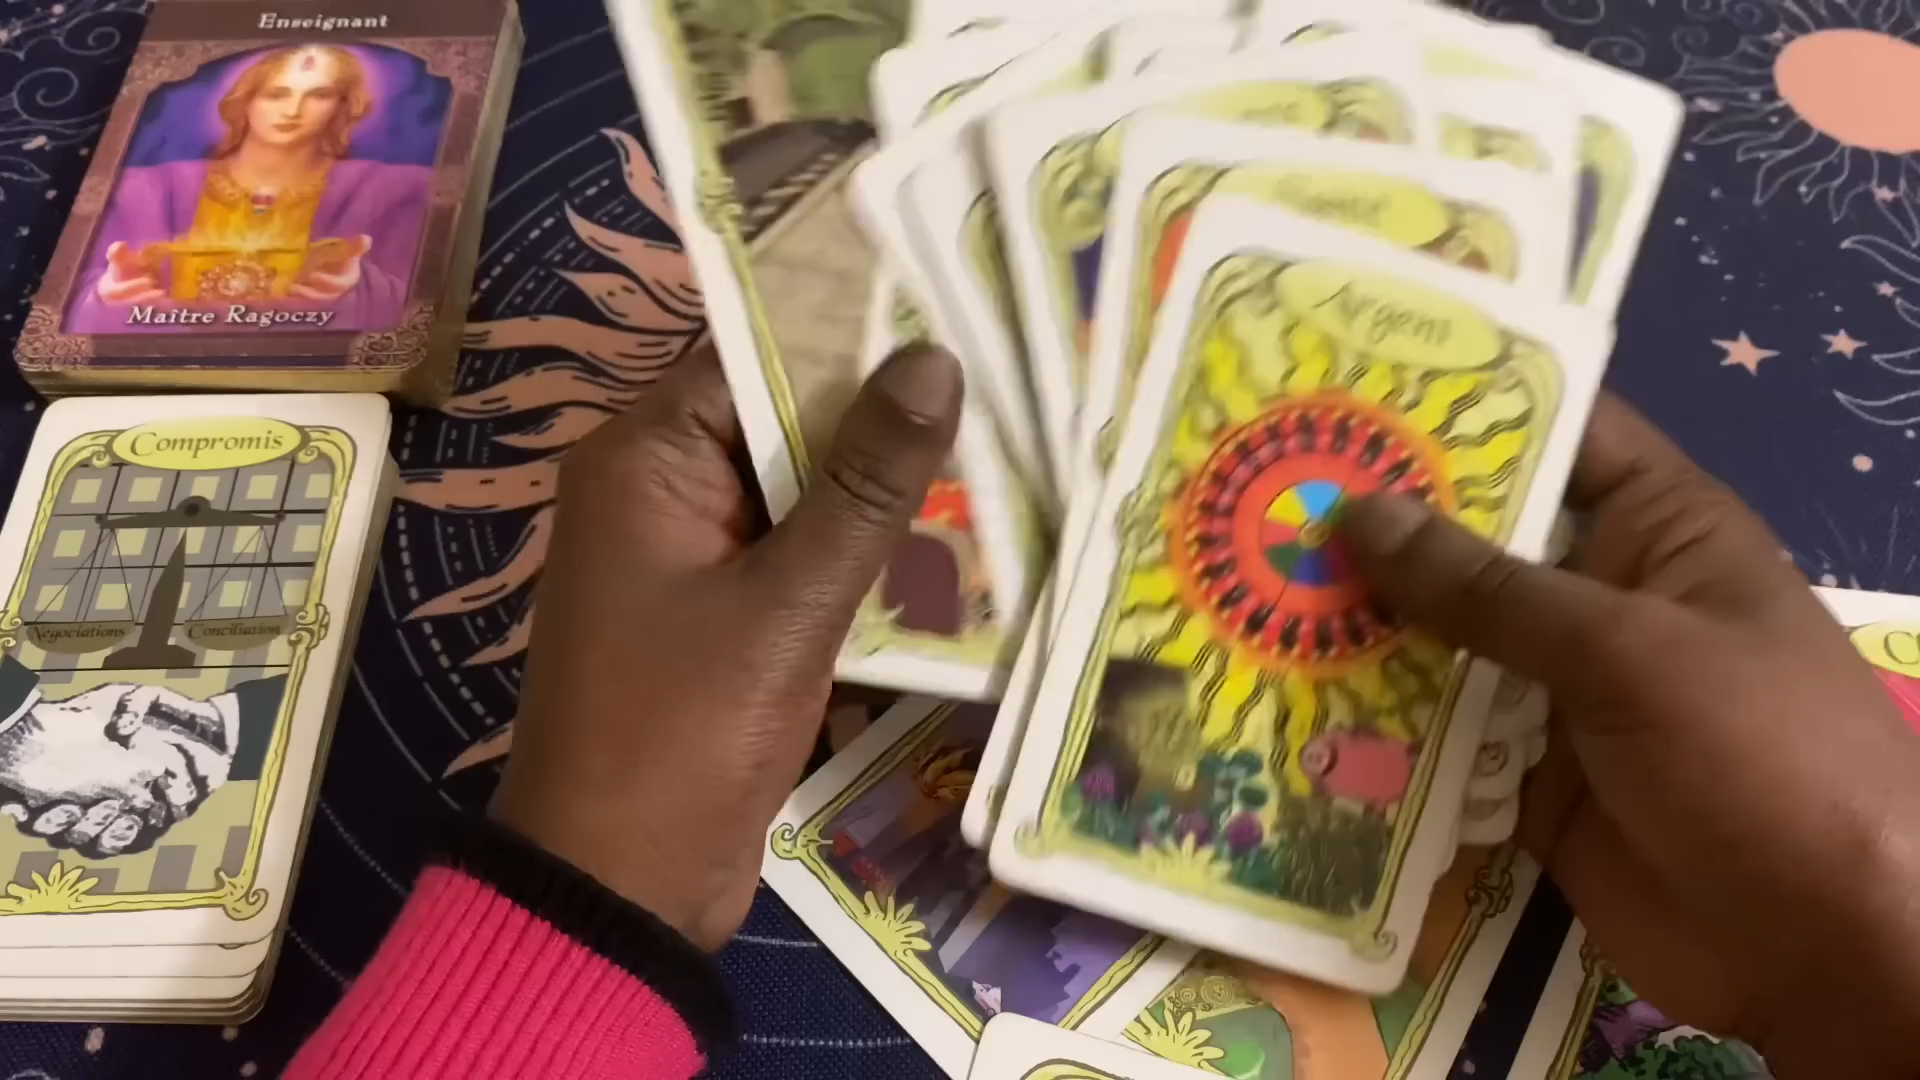 Enseignant
Maître Ragoczy
Compromis
Négociations
Conciliation
Argent